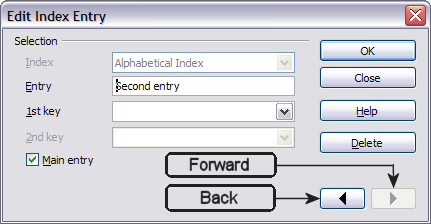 Edit Index Entry
Selection
Index Alphabetical Index
Entry Second entry
1st key
2nd key
Main entry
OK
Close
Help
Delete
Forward
Back